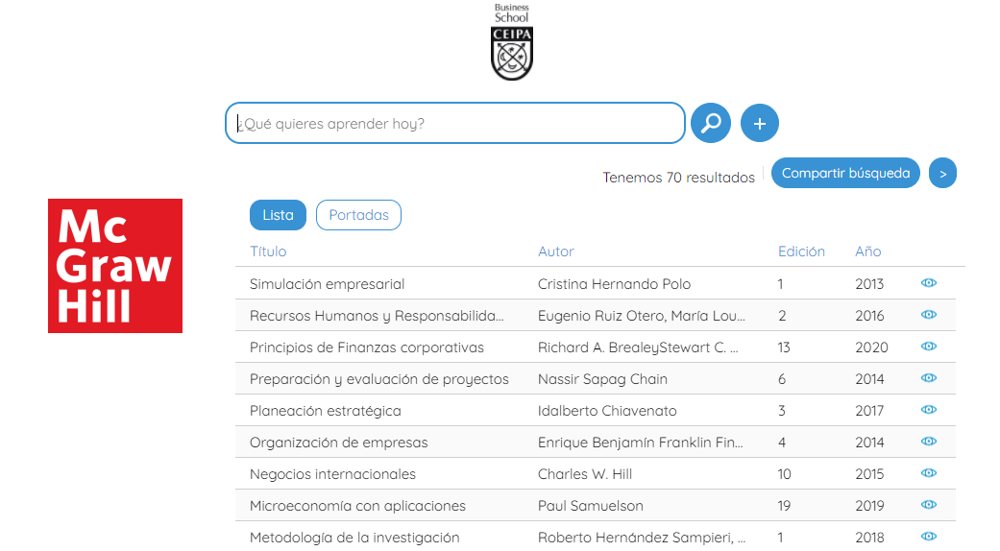 Business
School
CEIPA
¿Qué quieres aprender hoy?
+
Tenemos 70 resultados
Compartir búsqueda
>
Mc
Graw
Hill
Lista
Portadas
Título Autor Edición Año
Simulación empresarial Cristina Hernando Polo 1 2013
Recursos Humanos y Responsabilida... Eugenio Ruiz Otero, María Lou... 2 2016
Principios de Finanzas corporativas Richard A. BrealeyStewart C. ... 13 2020
Preparación y evaluación de proyectos Nassir Sapag Chain 6 2014
Planeación estratégica Idalberto Chiavenato 3 2017
Organización de empresas Enrique Benjamín Franklin Fin... 4 2014
Negocios internacionales Charles W. Hill 10 2015
Microeconomía con aplicaciones Paul Samuelson 19 2019
Metodología de la investigación Roberto Hernández Sampieri, ... 1 2018